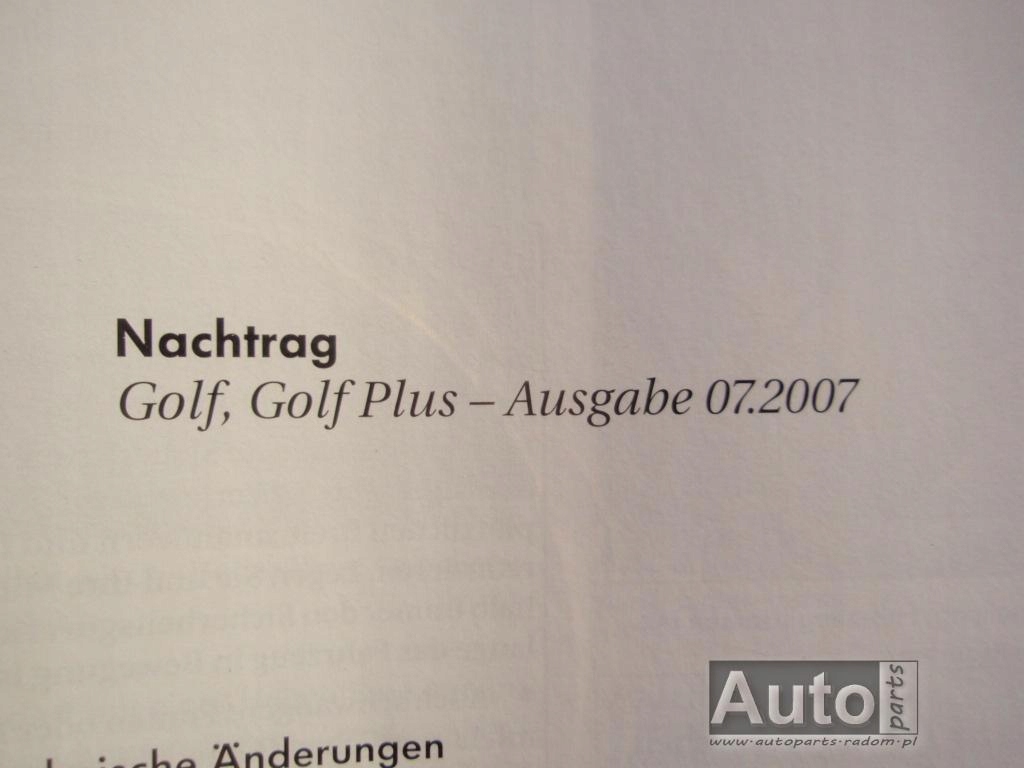 Nachtrag
Golf, Golf Plus – Ausgabe 07.2007
Änderungen
Auto parts
www.autoparts-radom.pl